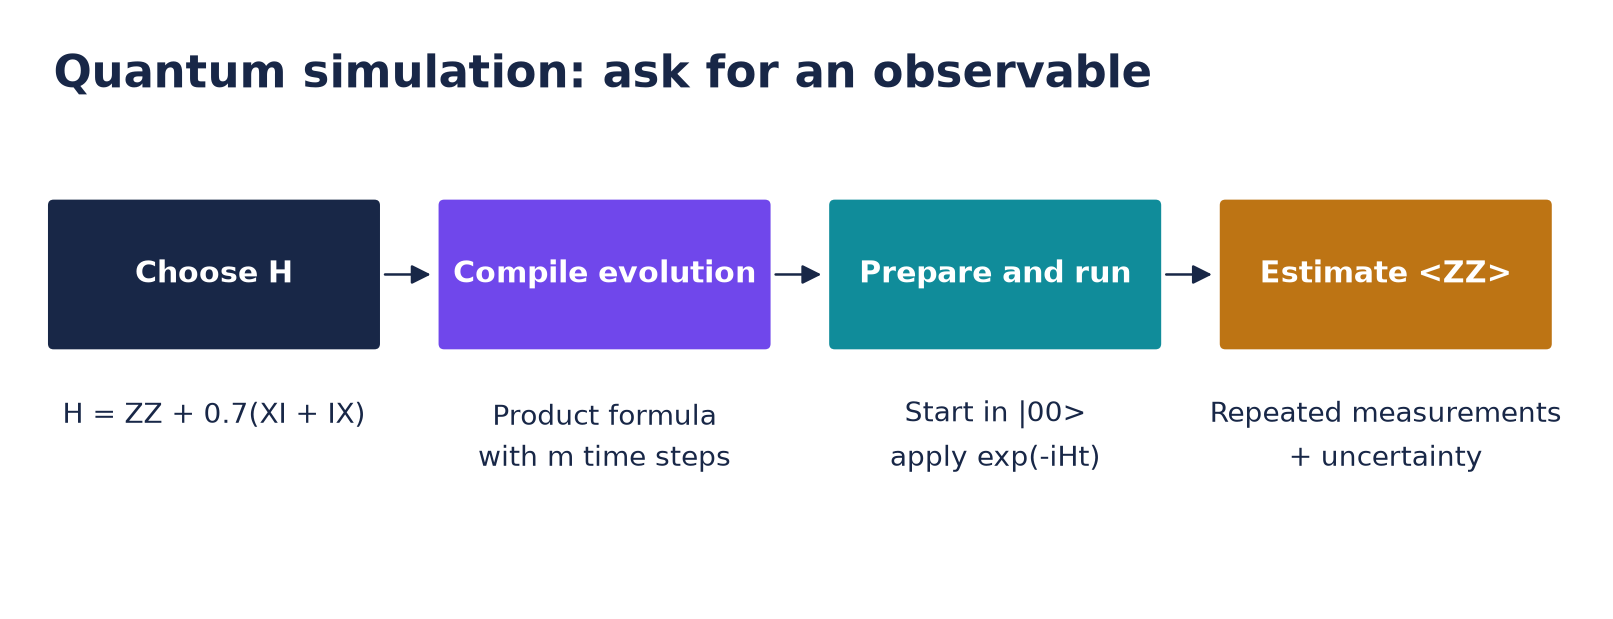 Quantum simulation: ask for an observable
Choose H
Compile evolution
Prepare and run
Estimate <ZZ>
H = ZZ + 0.7(XI + IX)
Product formula
with m time steps
Start in |00>
apply exp(-iHt)
Repeated measurements
+ uncertainty